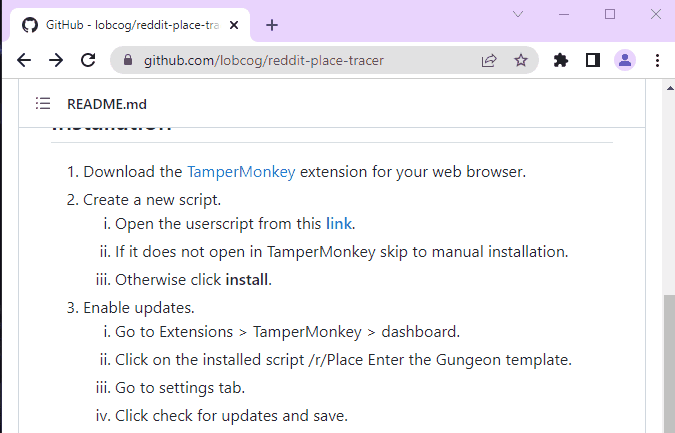 GitHub - lobcog/reddit-place-tra
github.com/lobcog/reddit-place-tracer
README.md
Installation
1. Download the TamperMonkey extension for your web browser.
2. Create a new script.
i. Open the userscript from this link.
ii. If it does not open in TamperMonkey skip to manual installation.
iii. Otherwise click install.
3. Enable updates.
i. Go to Extensions > TamperMonkey > dashboard.
ii. Click on the installed script /r/Place Enter the Gungeon template.
iii. Go to settings tab.
iv. Click check for updates and save.